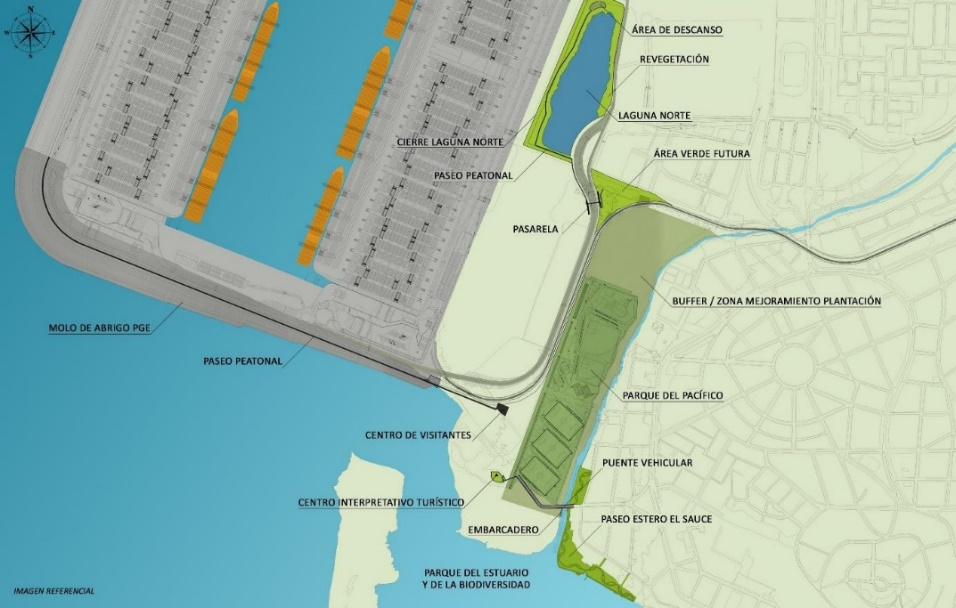 N
W
E
S
ÁREA DE DESCANSO
REVEGETACIÓN
LAGUNA NORTE
CIERRE LAGUNA NORTE
ÁREA VERDE FUTURA
PASEO PEATONAL
PASARELA
BUFFER / ZONA MEJORAMIENTO PLANTACIÓN
MOLO DE ABRIGO PGE
PASEO PEATONAL
PARQUE DEL PACÍFICO
CENTRO DE VISITANTES
PUENTE VEHICULAR
CENTRO INTERPRETATIVO TURÍSTICO
PASEO ESTERO EL SAUCE
EMBARCADERO
PARQUE DEL ESTUARIO
Y DE LA BIODIVERSIDAD
IMAGEN REFERENCIAL